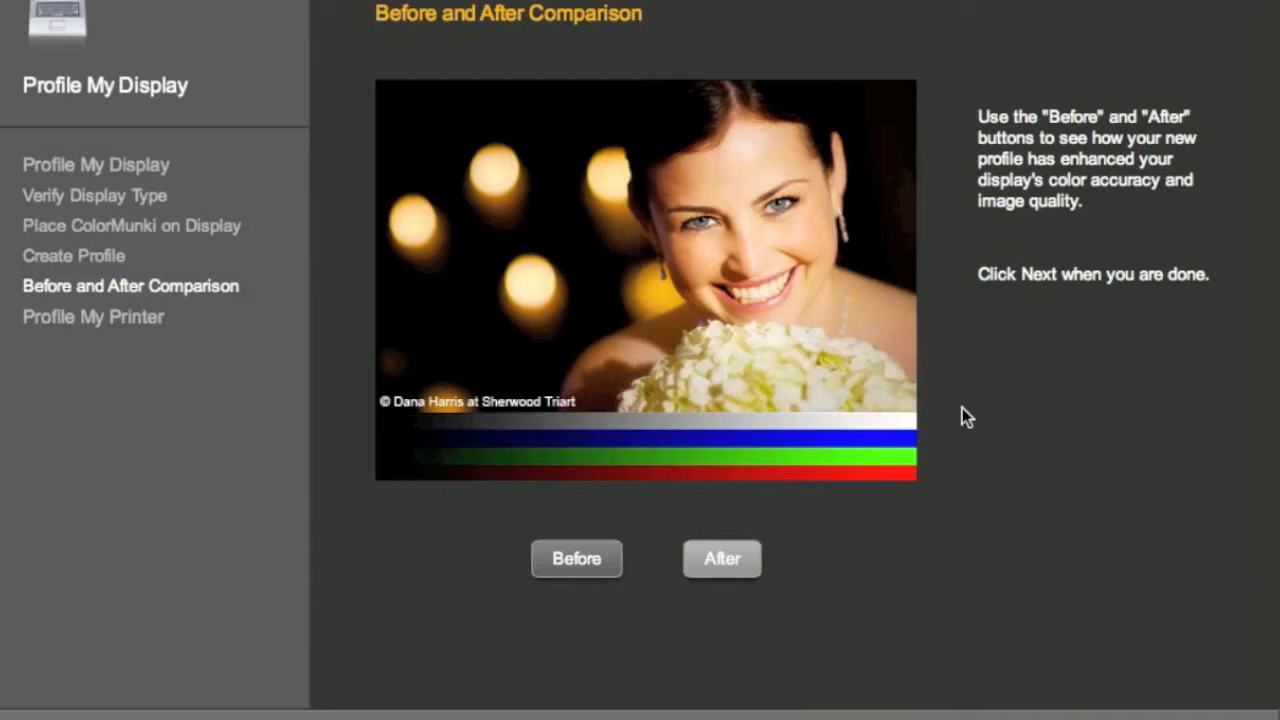 Before and After Comparison
Profile My Display
Profile My Display
Verify Display Type
Place ColorMunki on Display
Create Profile
Before and After Comparison
Profile My Printer
© Dana Harris at Sherwood Triart
Use the "Before" and "After"
buttons to see how your new
profile has enhanced your
display's color accuracy and
image quality.
Click Next when you are done.
Before
After